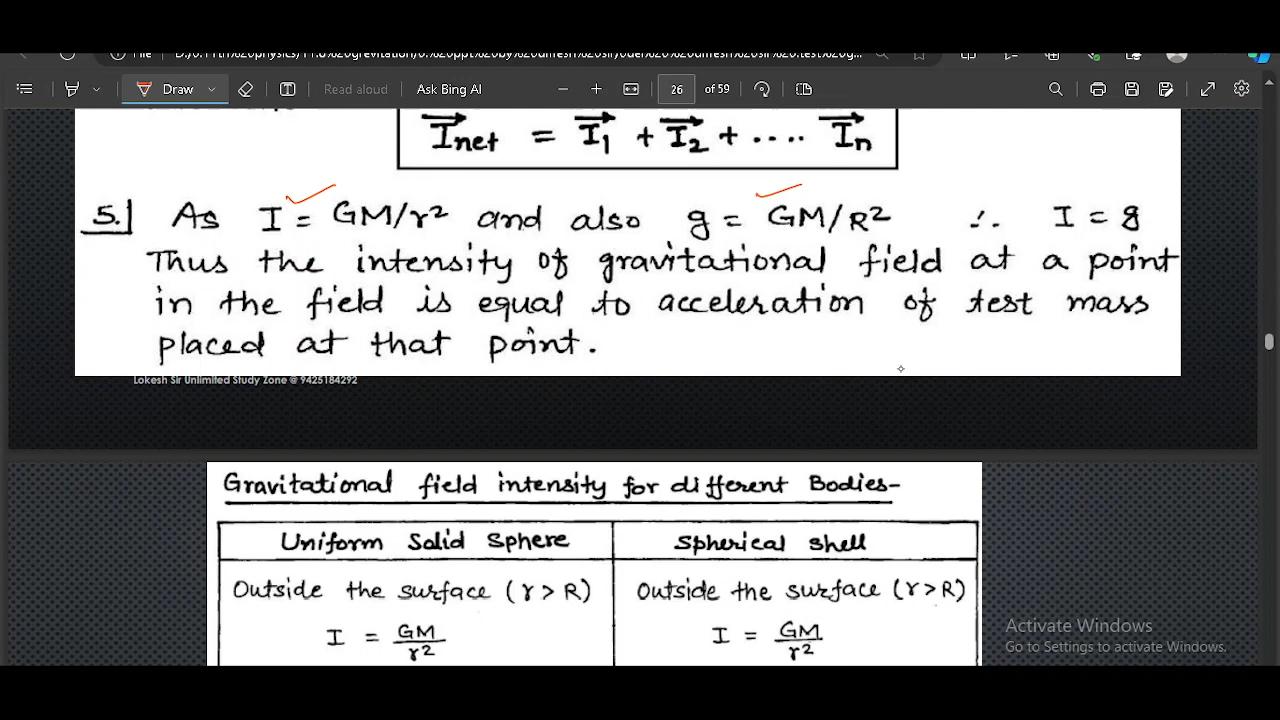 File
Draw
Read aloud
Ask Bing AI
26 of 59
I net = I1 + I2 + .... In
5. As I = GM/r² and also g = GM/R² ∴ I = g
Thus the intensity of gravitational field at a point
in the field is equal to acceleration of test mass
placed at that point.
Lokesh Sir Unlimited Study Zone @ 9425184292
Gravitational field intensity for different Bodies-
Uniform Solid Sphere
Spherical shell
Outside the surface (r > R)
I = GM/r²
Outside the surface (r > R)
I = GM/r²
Activate Windows
Go to Settings to activate Windows.